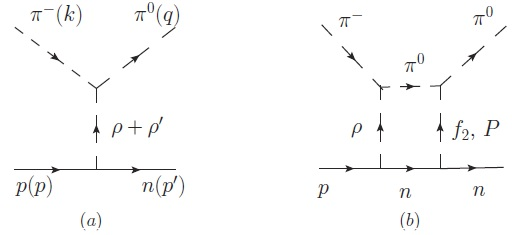 π⁻(k) π⁰(q) π⁻ π⁰
π⁰
ρ + ρ′ ρ f₂, P
p(p) n(p′) p n n
(a) (b)